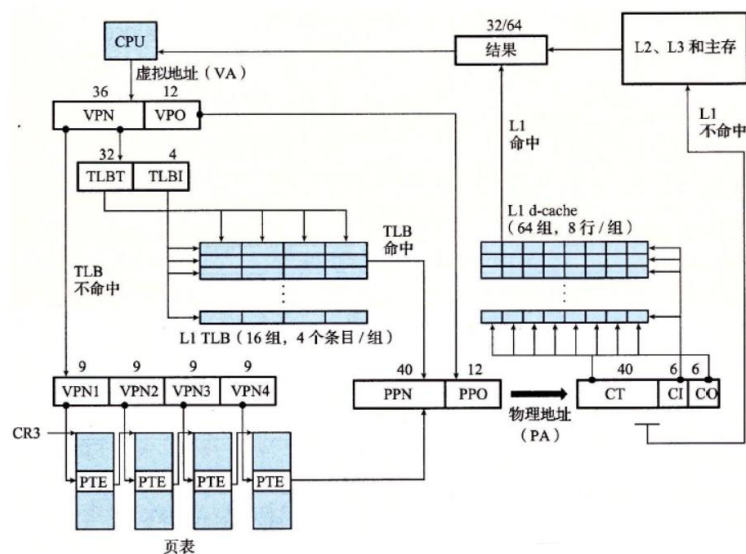 32/64
CPU
结果
L2、L3 和主存
虚拟地址（VA）
36 12
VPN VPO
L1
命中
L1
不命中
32 4
TLBT TLBI
L1 d-cache
（64 组，8 行/组）
TLB
命中
TLB
不命中
...
...
L1 TLB（16 组，4 个条目/组）
9 9 9 9
VPN1 VPN2 VPN3 VPN4
40 12
PPN PPO
物理地址
（PA）
40 6 6
CT CI CO
CR3
PTE PTE PTE PTE
页表